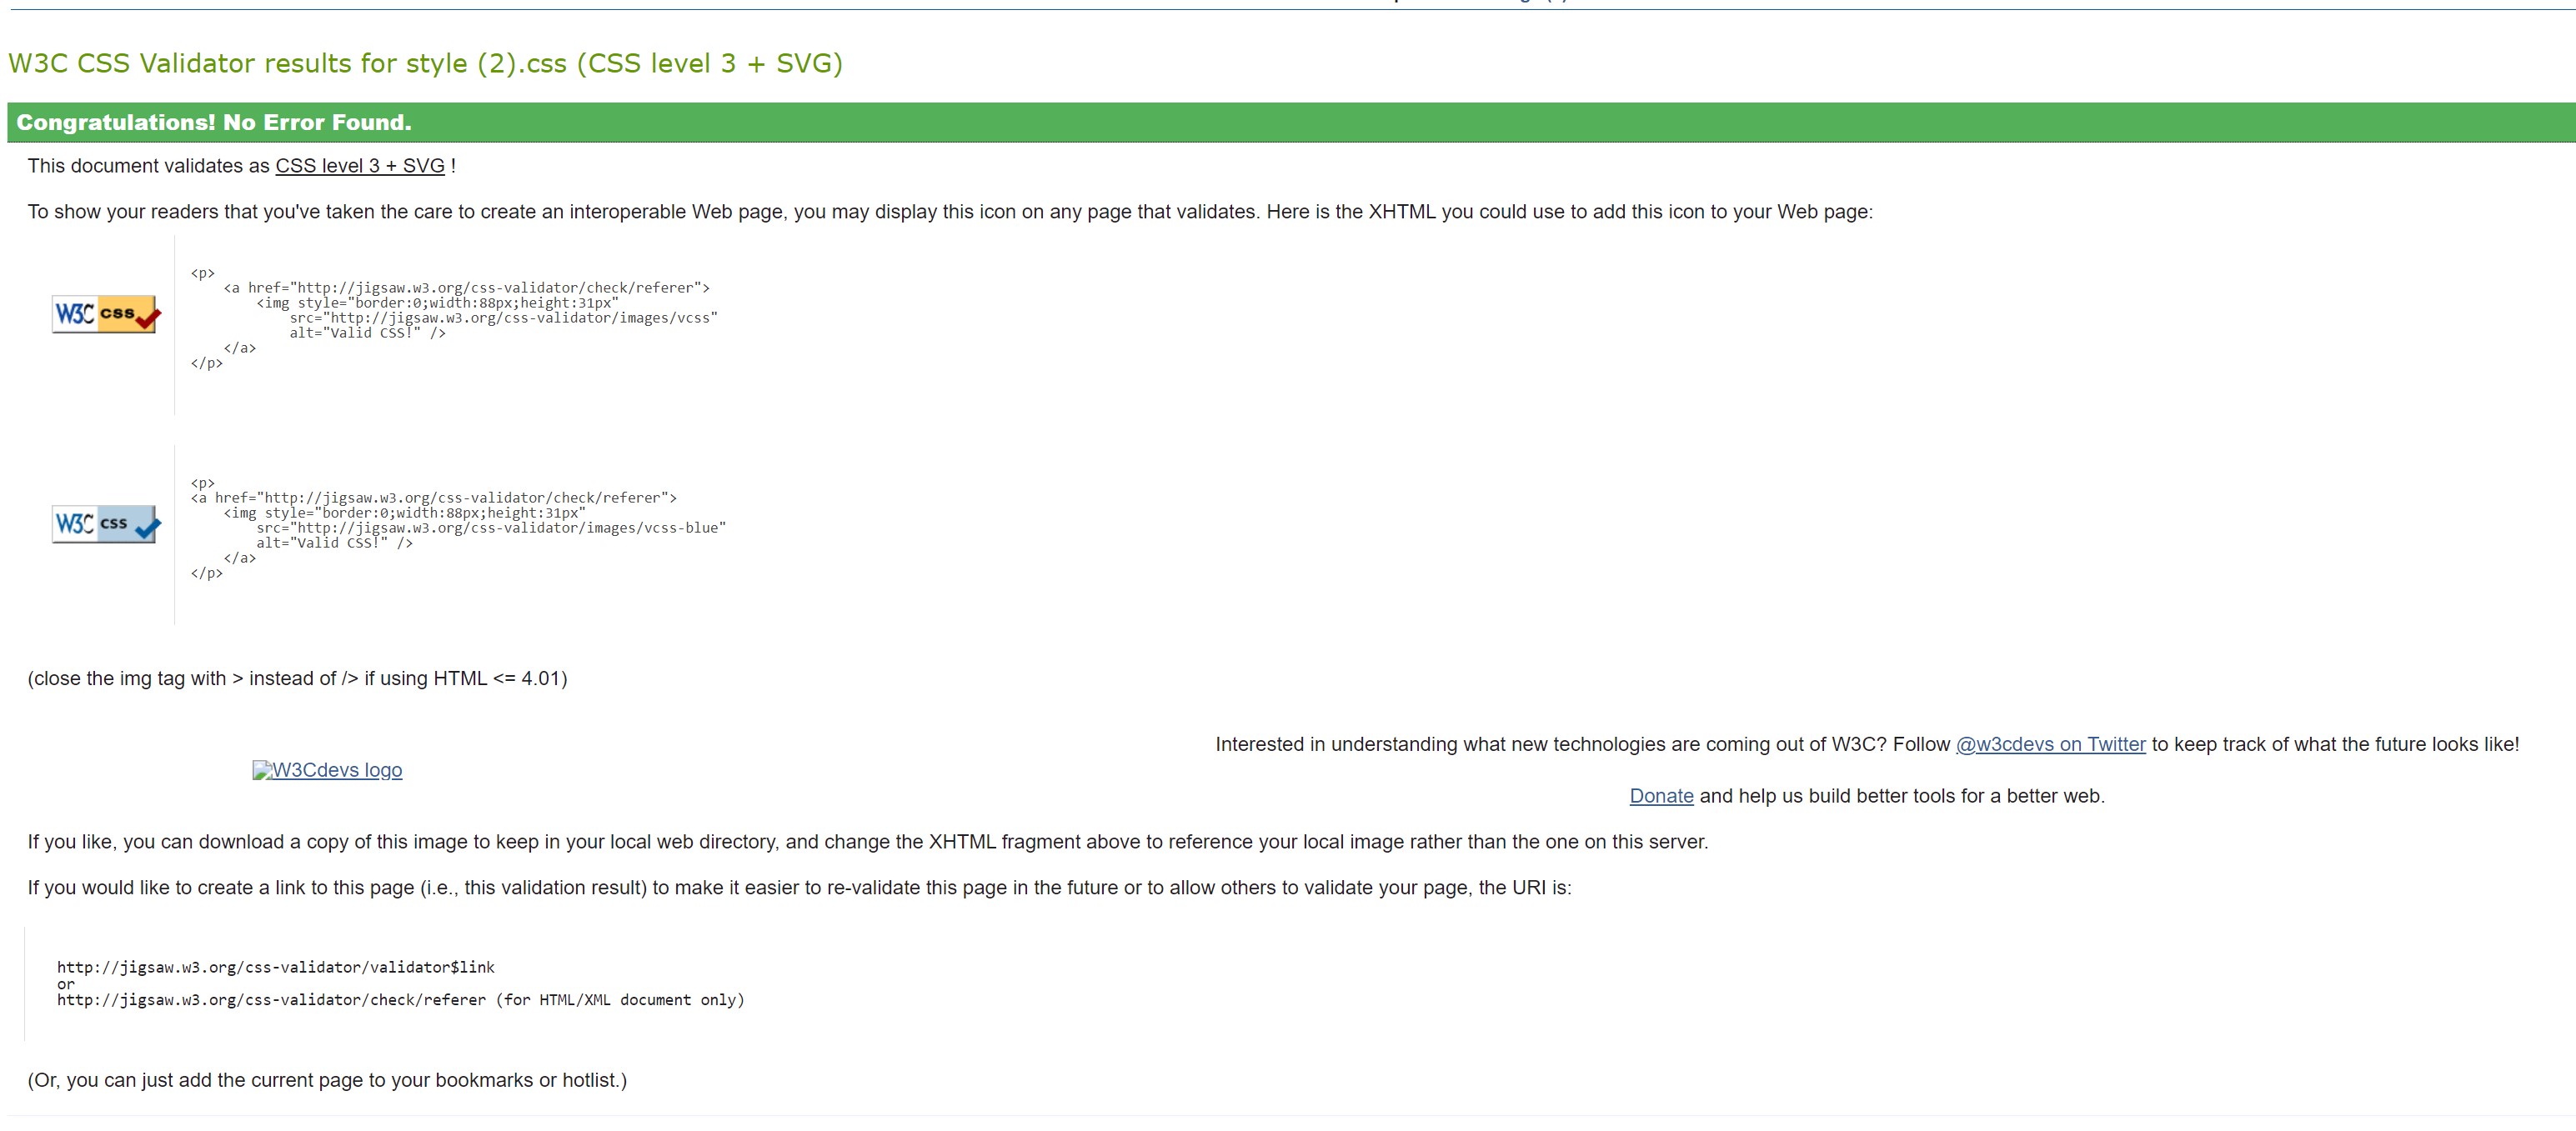 W3C CSS Validator results for style (2).css (CSS level 3 + SVG)
Congratulations! No Error Found.
This document validates as CSS level 3 + SVG !
To show your readers that you've taken the care to create an interoperable Web page, you may display this icon on any page that validates. Here is the XHTML you could use to add this icon to your Web page:
W3C css
<p>
<a href="http://jigsaw.w3.org/css-validator/check/referer">
<img style="border:0;width:88px;height:31px"
src="http://jigsaw.w3.org/css-validator/images/vcss"
alt="Valid CSS!" />
</a>
</p>
W3C css
<p>
<a href="http://jigsaw.w3.org/css-validator/check/referer">
<img style="border:0;width:88px;height:31px"
src="http://jigsaw.w3.org/css-validator/images/vcss-blue"
alt="Valid CSS!" />
</a>
</p>
(close the img tag with > instead of /> if using HTML <= 4.01)
Interested in understanding what new technologies are coming out of W3C? Follow @w3cdevs on Twitter to keep track of what the future looks like!
W3Cdevs logo
Donate and help us build better tools for a better web.
If you like, you can download a copy of this image to keep in your local web directory, and change the XHTML fragment above to reference your local image rather than the one on this server.
If you would like to create a link to this page (i.e., this validation result) to make it easier to re-validate this page in the future or to allow others to validate your page, the URI is:
http://jigsaw.w3.org/css-validator/validator$link
or
http://jigsaw.w3.org/css-validator/check/referer (for HTML/XML document only)
(Or, you can just add the current page to your bookmarks or hotlist.)